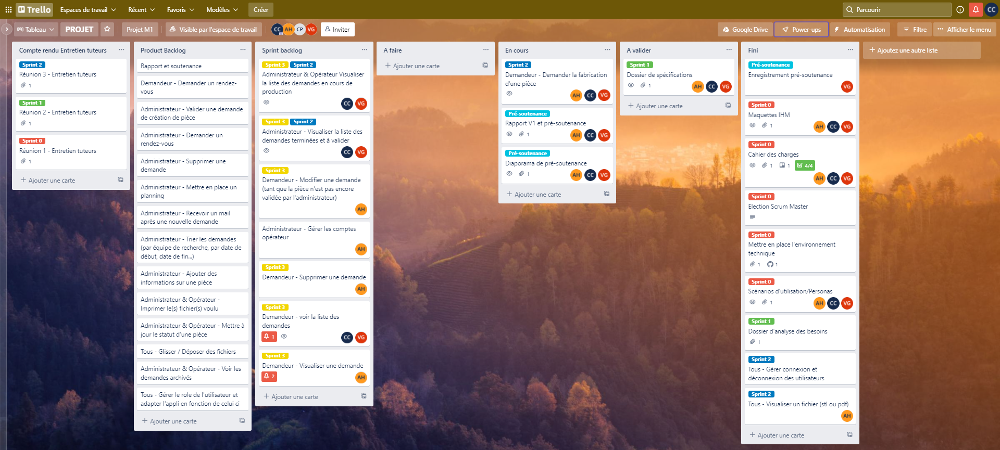 Trello
Espaces de travail
Récent
Favoris
Modèles
Créer
Parcourir
CC
Tableau
PROJET
Projet M1
Visible par l'espace de travail
CC AH CP VG
Inviter
Google Drive
Power-ups
Automatisation
Filtre
Afficher le menu
Compte rendu Entretien tuteurs
Sprint 2
Réunion 3 - Entretien tuteurs
1
Sprint 1
Réunion 2 - Entretien tuteurs
1
Sprint 0
Réunion 1 - Entretien tuteurs
1
Ajouter une carte
Product Backlog
Rapport et soutenance
Demandeur - Demander un rendez-
vous
Administrateur - Valider une demande
de création de pièce
Administrateur - Demander un
rendez-vous
Administrateur - Supprimer une
demande
Administrateur - Mettre en place un
planning
Administrateur - Recevoir un mail
après une nouvelle demande
Administrateur - Trier les demandes
(par équipe de recherche, par date de
début, date de fin...)
Administrateur - Ajouter des
informations sur une pièce
Administrateur & Opérateur -
Imprimer le(s) fichier(s) voulu
Administrateur & Opérateur - Mettre à
jour le statut d'une pièce
Tous - Glisser / Déposer des fichiers
Administrateur & Opérateur - Voir les
demandes archivés
Tous - Gérer le role de l'utilisateur et
adapter l'appli en fonction de celui ci
Ajouter une carte
Sprint backlog
Sprint 3 Sprint 2
Administrateur & Opérateur Visualiser
la liste des demandes en cours de
production
CC VG
Sprint 3 Sprint 2
Administrateur - Visualiser la liste des
demandes terminées et à valider
CC VG
Sprint 3
Demandeur - Modifier une demande
(tant que la pièce n'est pas encore
validée par l'administrateur)
AH
Administrateur - Gérer les comptes
opérateur
AH
Sprint 3
Demandeur - Supprimer une demande
AH
Sprint 3
Demandeur - voir la liste des
demandes
1
CC VG
Sprint 3
Demandeur - Visualiser une demande
2
AH
Ajouter une carte
A faire
Ajouter une carte
En cours
Sprint 2
Demandeur - Demander la fabrication
d'une pièce
AH CC VG
Pré-soutenance
Rapport V1 et pré-soutenance
1
AH CC VG
Pré-soutenance
Diaporama de pré-soutenance
1
AH CC VG
Ajouter une carte
A valider
Sprint 1
Dossier de spécifications
1
AH CC VG
Ajouter une carte
Fini
Pré-soutenance
Enregistrement pré-soutenance
VG
Sprint 0
Maquettes IHM
1
AH CC VG
Sprint 0
Cahier des charges
1 1 4/4
AH CC VG
Sprint 0
Election Scrum Master
Sprint 0
Mettre en place l'environnement
technique
1 1
Sprint 0
Scénarios d'utilisation/Personas
1
AH CC VG
Sprint 1
Dossier d'analyse des besoins
1
Sprint 2
Tous - Gérer connexion et
déconnexion des utilisateurs
Sprint 2
Tous - Visualiser un fichier (stl ou pdf)
AH
Ajouter une carte
Ajoutez une autre liste